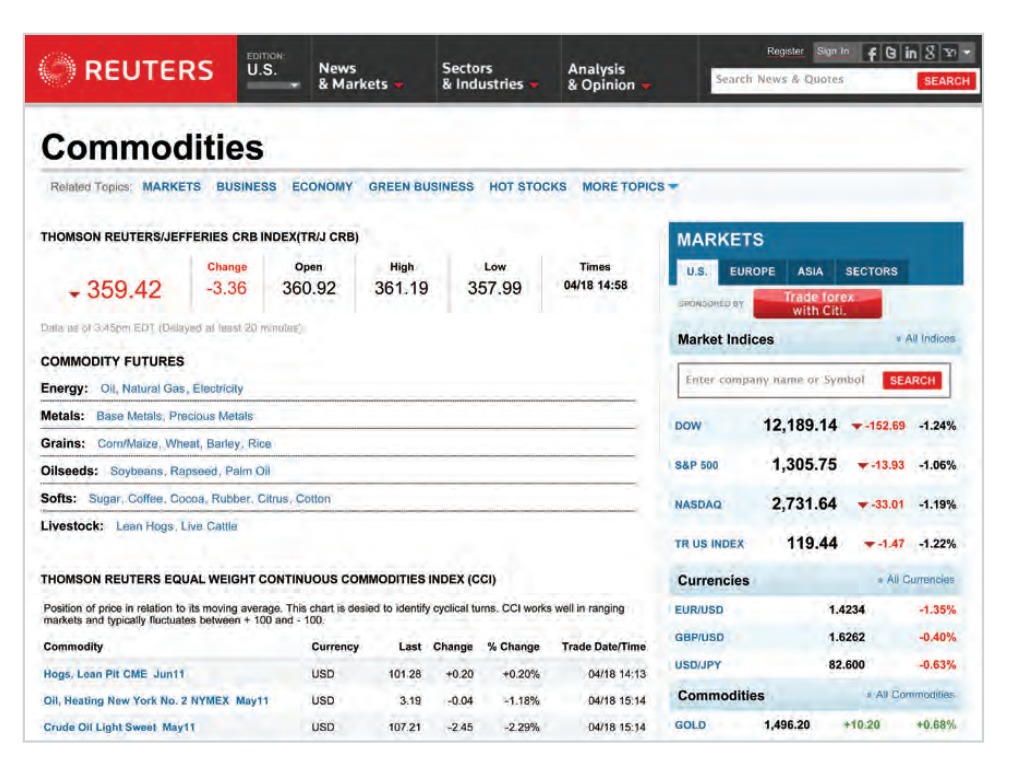 REUTERS
EDITION:
U.S.
News
& Markets
Sectors
& Industries
Analysis
& Opinion
Register Sign In
Search News & Quotes SEARCH
Commodities
Related Topics: MARKETS BUSINESS ECONOMY GREEN BUSINESS HOT STOCKS MORE TOPICS
THOMSON REUTERS/JEFFERIES CRB INDEX(TR/J CRB)
Change Open High Low Times
359.42 -3.36 360.92 361.19 357.99 04/18 14:58
Data as of 3:45pm EDT (Delayed at least 20 minutes)
COMMODITY FUTURES
Energy: Oil, Natural Gas, Electricity
Metals: Base Metals, Precious Metals
Grains: Corn/Maize, Wheat, Barley, Rice
Oilseeds: Soybeans, Rapseed, Palm Oil
Softs: Sugar, Coffee, Cocoa, Rubber, Citrus, Cotton
Livestock: Lean Hogs, Live Cattle
THOMSON REUTERS EQUAL WEIGHT CONTINUOUS COMMODITIES INDEX (CCI)
Position of price in relation to its moving average. This chart is desied to identify cyclical turns. CCI works well in ranging
markets and typically fluctuates between + 100 and - 100.
Commodity Currency Last Change % Change Trade Date/Time
Hogs, Lean Pit CME Jun11 USD 101.28 +0.20 +0.20% 04/18 14:13
Oil, Heating New York No. 2 NYMEX May11 USD 3.19 -0.04 -1.18% 04/18 15:14
Crude Oil Light Sweet May11 USD 107.21 -2.45 -2.29% 04/18 15:14
MARKETS
U.S. EUROPE ASIA SECTORS
SPONSORED BY
Trade forex
with Citi.
Market Indices » All Indices
Enter company name or Symbol SEARCH
DOW 12,189.14 -152.69 -1.24%
S&P 500 1,305.75 -13.93 -1.06%
NASDAQ 2,731.64 -33.01 -1.19%
TR US INDEX 119.44 -1.47 -1.22%
Currencies » All Currencies
EUR/USD 1.4234 -1.35%
GBP/USD 1.6262 -0.40%
USD/JPY 82.600 -0.63%
Commodities » All Commodities
GOLD 1,496.20 +10.20 +0.68%